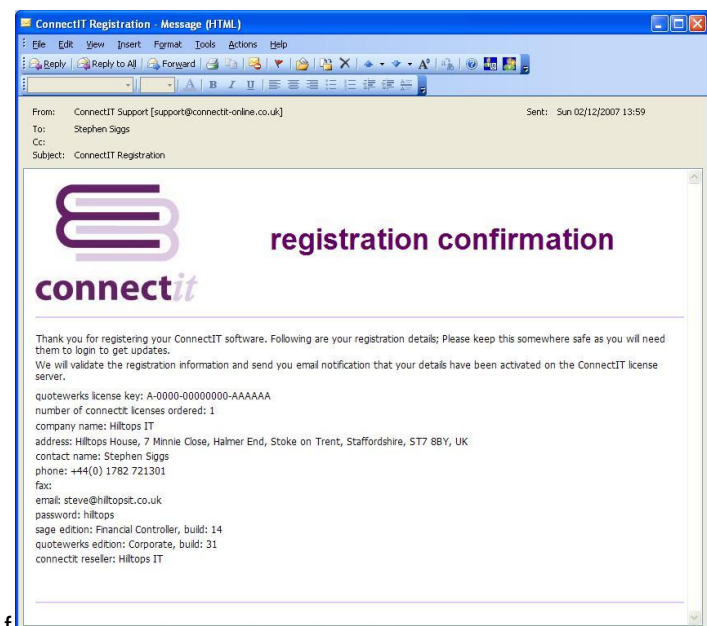 ConnectIT Registration - Message (HTML)
File Edit View Insert Format Tools Actions Help
Reply Reply to All Forward
A B I U
From: ConnectIT Support [support@connectit-online.co.uk] Sent: Sun 02/12/2007 13:59
To: Stephen Siggs
Cc:
Subject: ConnectIT Registration
registration confirmation
connectit
Thank you for registering your ConnectIT software. Following are your registration details; Please keep this somewhere safe as you will need
them to login to get updates.
We will validate the registration information and send you email notification that your details have been activated on the ConnectIT license
server.
quotewerks license key: A-0000-00000000-AAAAAA
number of connectit licenses ordered: 1
company name: Hilltops IT
address: Hilltops House, 7 Minnie Close, Halmer End, Stoke on Trent, Staffordshire, ST7 8BY, UK
contact name: Stephen Siggs
phone: +44(0) 1782 721301
fax:
email: steve@hilltopsit.co.uk
password: hilltops
sage edition: Financial Controller, build: 14
quotewerks edition: Corporate, build: 31
connectit reseller: Hilltops IT
f